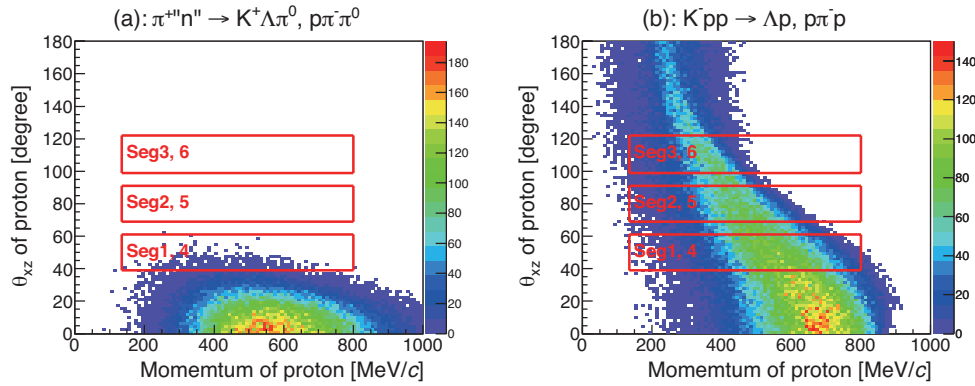 (a): π⁺"n" → K⁺Λπ⁰, pπ⁻π⁰
θxz of proton [degree]
180
160
140
120
100
80
60
40
20
0
Seg3, 6
Seg2, 5
Seg1, 4
0 200 400 600 800 1000
Momemtum of proton [MeV/c]
180
160
140
120
100
80
60
40
20
0
(b): K⁻pp → Λp, pπ⁻p
θxz of proton [degree]
180
160
140
120
100
80
60
40
20
0
Seg3, 6
Seg2, 5
Seg1, 4
0 200 400 600 800 1000
Momemtum of proton [MeV/c]
140
120
100
80
60
40
20
0